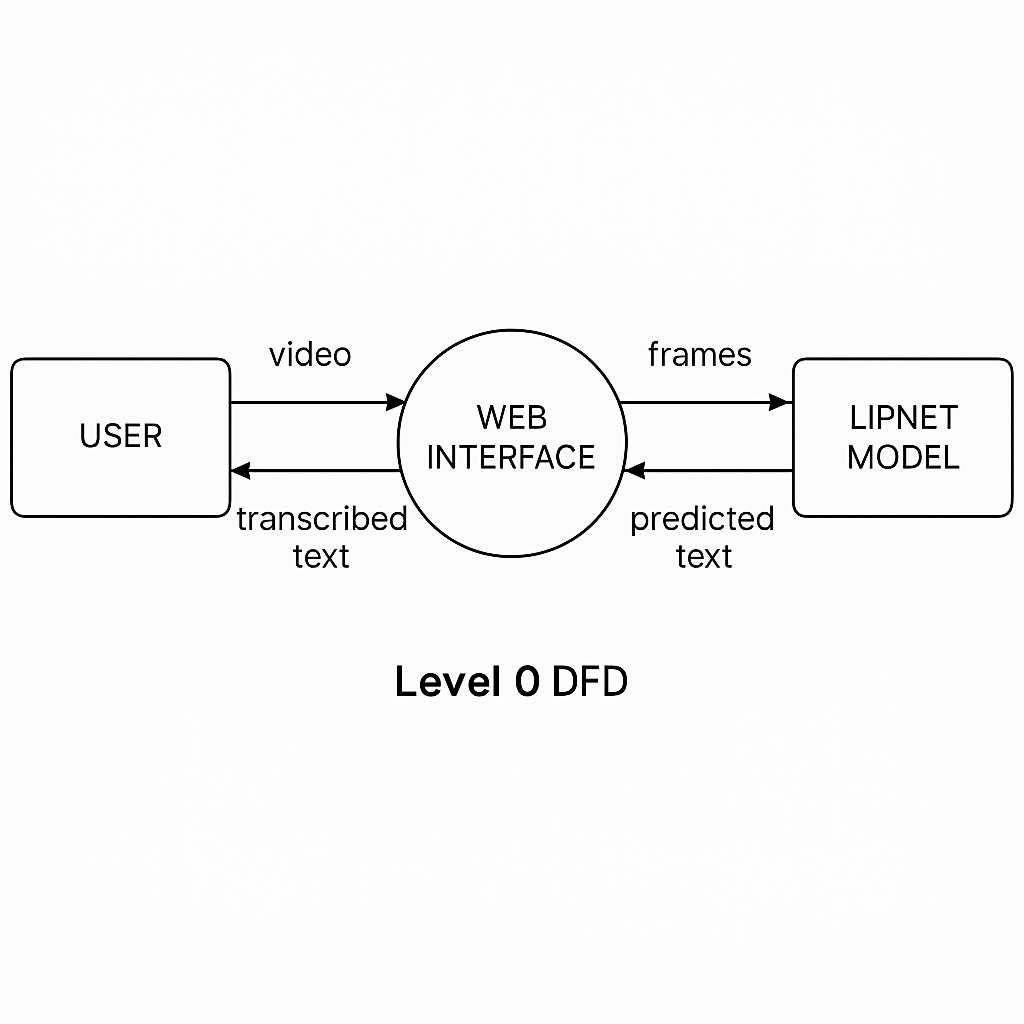 video
frames
USER
WEB
INTERFACE
LIPNET
MODEL
transcribed
text
predicted
text
Level 0 DFD